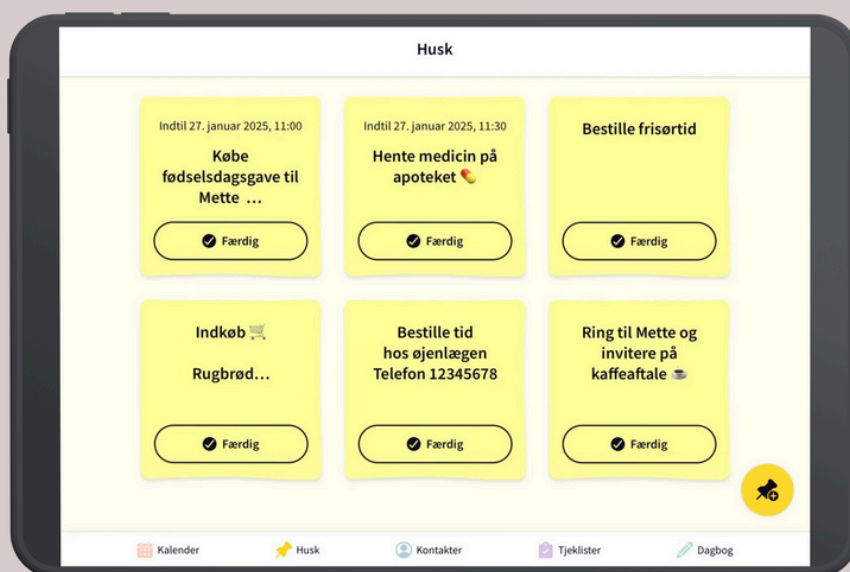 Husk
Indtil 27. januar 2025, 11:00
Købe
fødselsdagsgave til
Mette ...
Færdig
Indtil 27. januar 2025, 11:30
Hente medicin på
apoteket 💊
Færdig
Bestille frisørtid
Færdig
Indkøb 🛒
Rugbrød...
Færdig
Bestille tid
hos øjenlægen
Telefon 12345678
Færdig
Ring til Mette og
invitere på
kaffeaftale ☕
Færdig
Kalender
Husk
Kontakter
Tjeklister
Dagbog